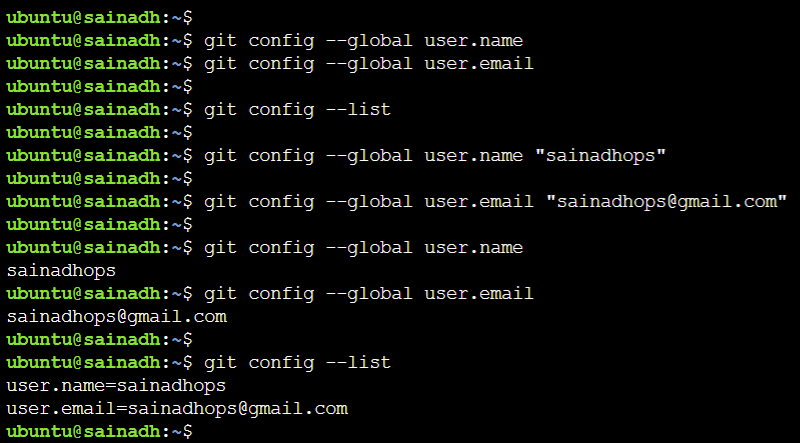 ubuntu@sainadh:~$
ubuntu@sainadh:~$ git config --global user.name
ubuntu@sainadh:~$ git config --global user.email
ubuntu@sainadh:~$
ubuntu@sainadh:~$ git config --list
ubuntu@sainadh:~$
ubuntu@sainadh:~$ git config --global user.name "sainadhops"
ubuntu@sainadh:~$
ubuntu@sainadh:~$ git config --global user.email "sainadhops@gmail.com"
ubuntu@sainadh:~$
ubuntu@sainadh:~$ git config --global user.name
sainadhops
ubuntu@sainadh:~$ git config --global user.email
sainadhops@gmail.com
ubuntu@sainadh:~$
ubuntu@sainadh:~$ git config --list
user.name=sainadhops
user.email=sainadhops@gmail.com
ubuntu@sainadh:~$